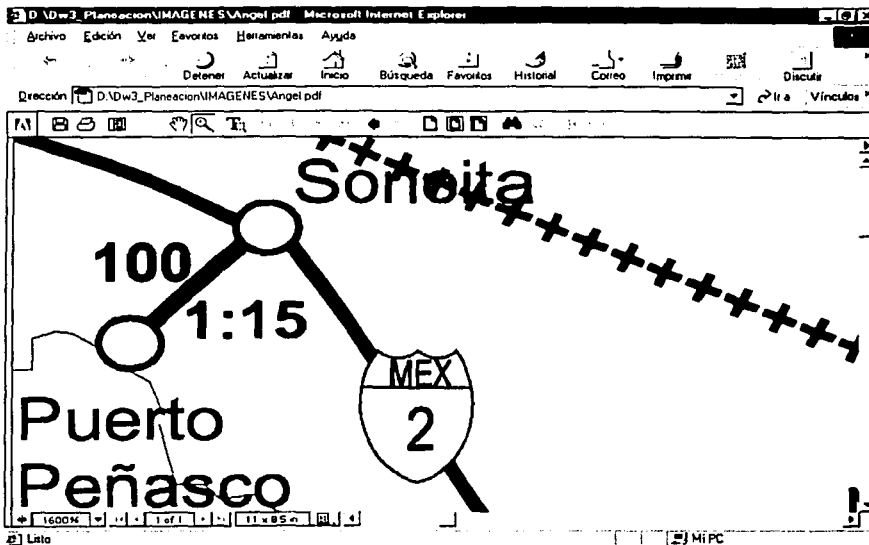 D:\Dw3_Planeacion\IMAGENES\Angel.pdf - Microsoft Internet Explorer
Archivo Edición Ver Favoritos Herramientas Ayuda
Detener Actualizar Inicio Búsqueda Favoritos Historial Correo Imprimir Discutir
Dirección D:\Dw3_Planeacion\IMAGENES\Angel.pdf Ir a Vínculos
Sonoita
100
1:15
MEX
2
Puerto
Peñasco
1600% 1 of 1 11 x 8.5 in
Listo Mi PC